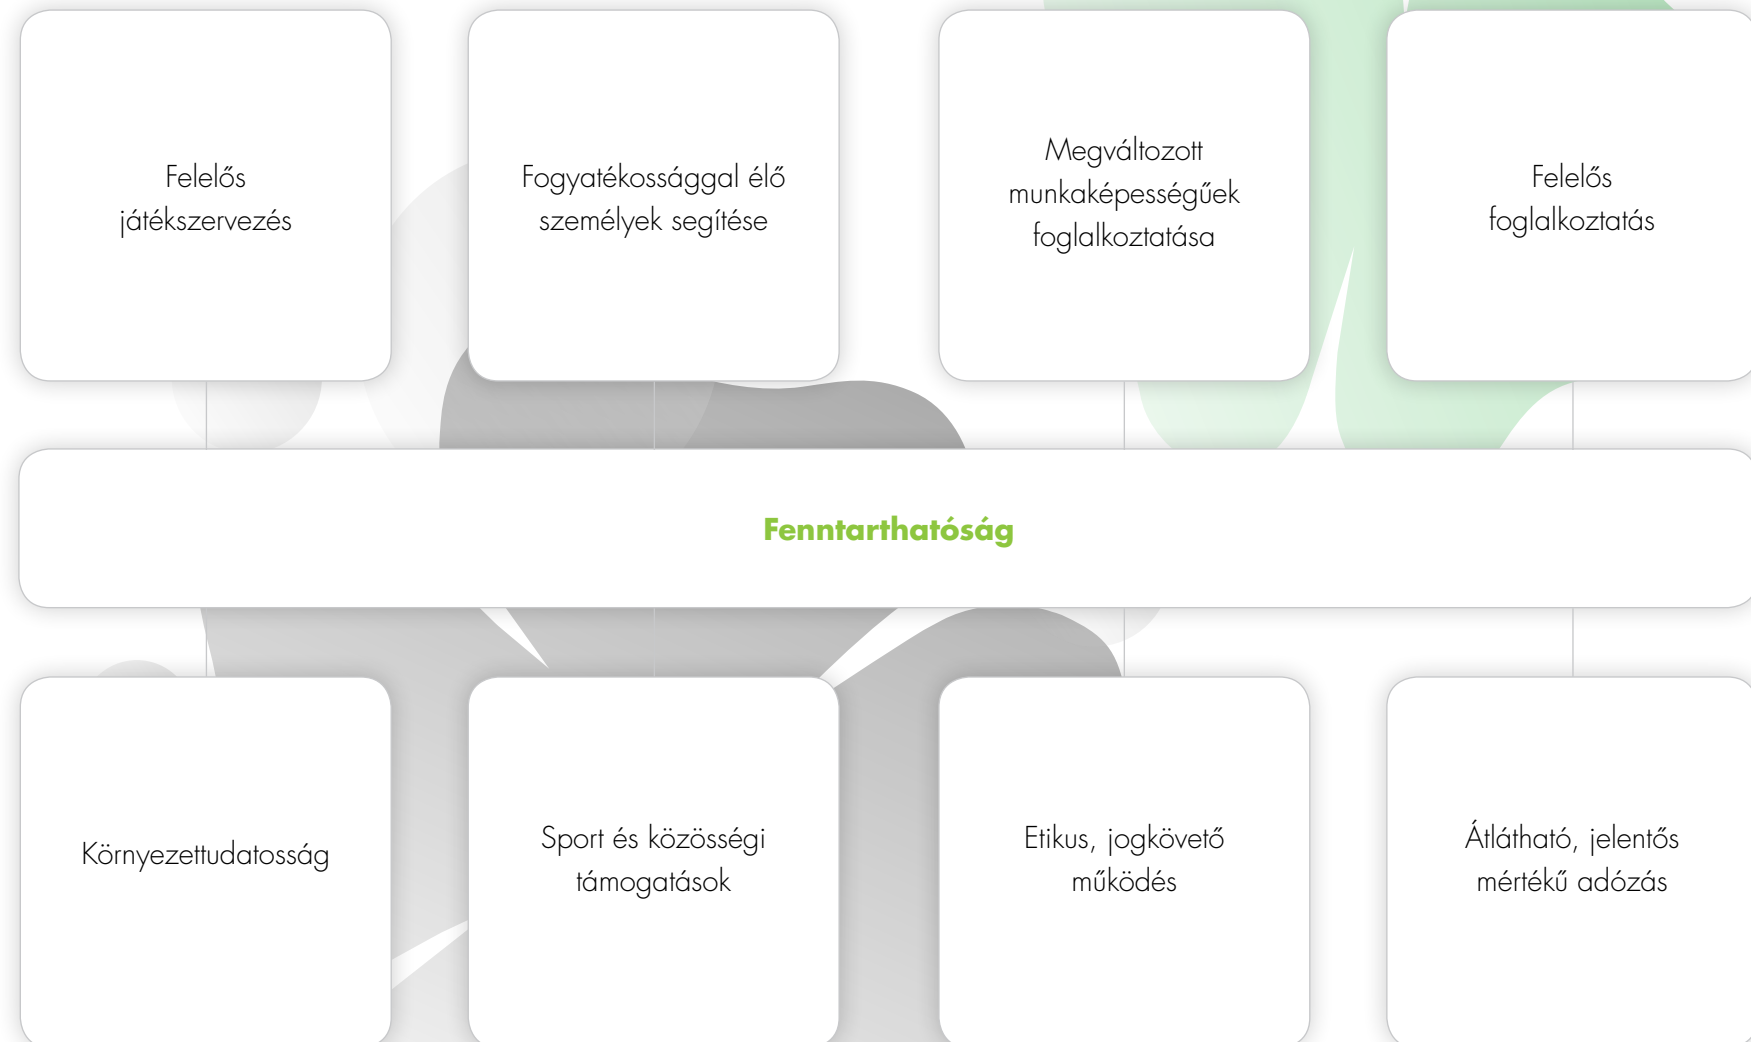 Felelős
játékszervezés
Fogyatékossággal élő
személyek segítése
Megváltozott
munkaképességűek
foglalkoztatása
Felelős
foglalkoztatás
Fenntarthatóság
Környezettudatosság
Sport és közösségi
támogatások
Etikus, jogkövető
működés
Átlátható, jelentős
mértékű adózás